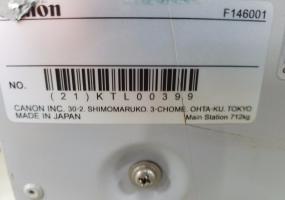 Canon
F146001
NO.
(21)KTL00399
CANON INC. 30-2, SHIMOMARUKO, 3-CHOME, OHTA-KU, TOKYO
MADE IN JAPAN
Main Station 712kg